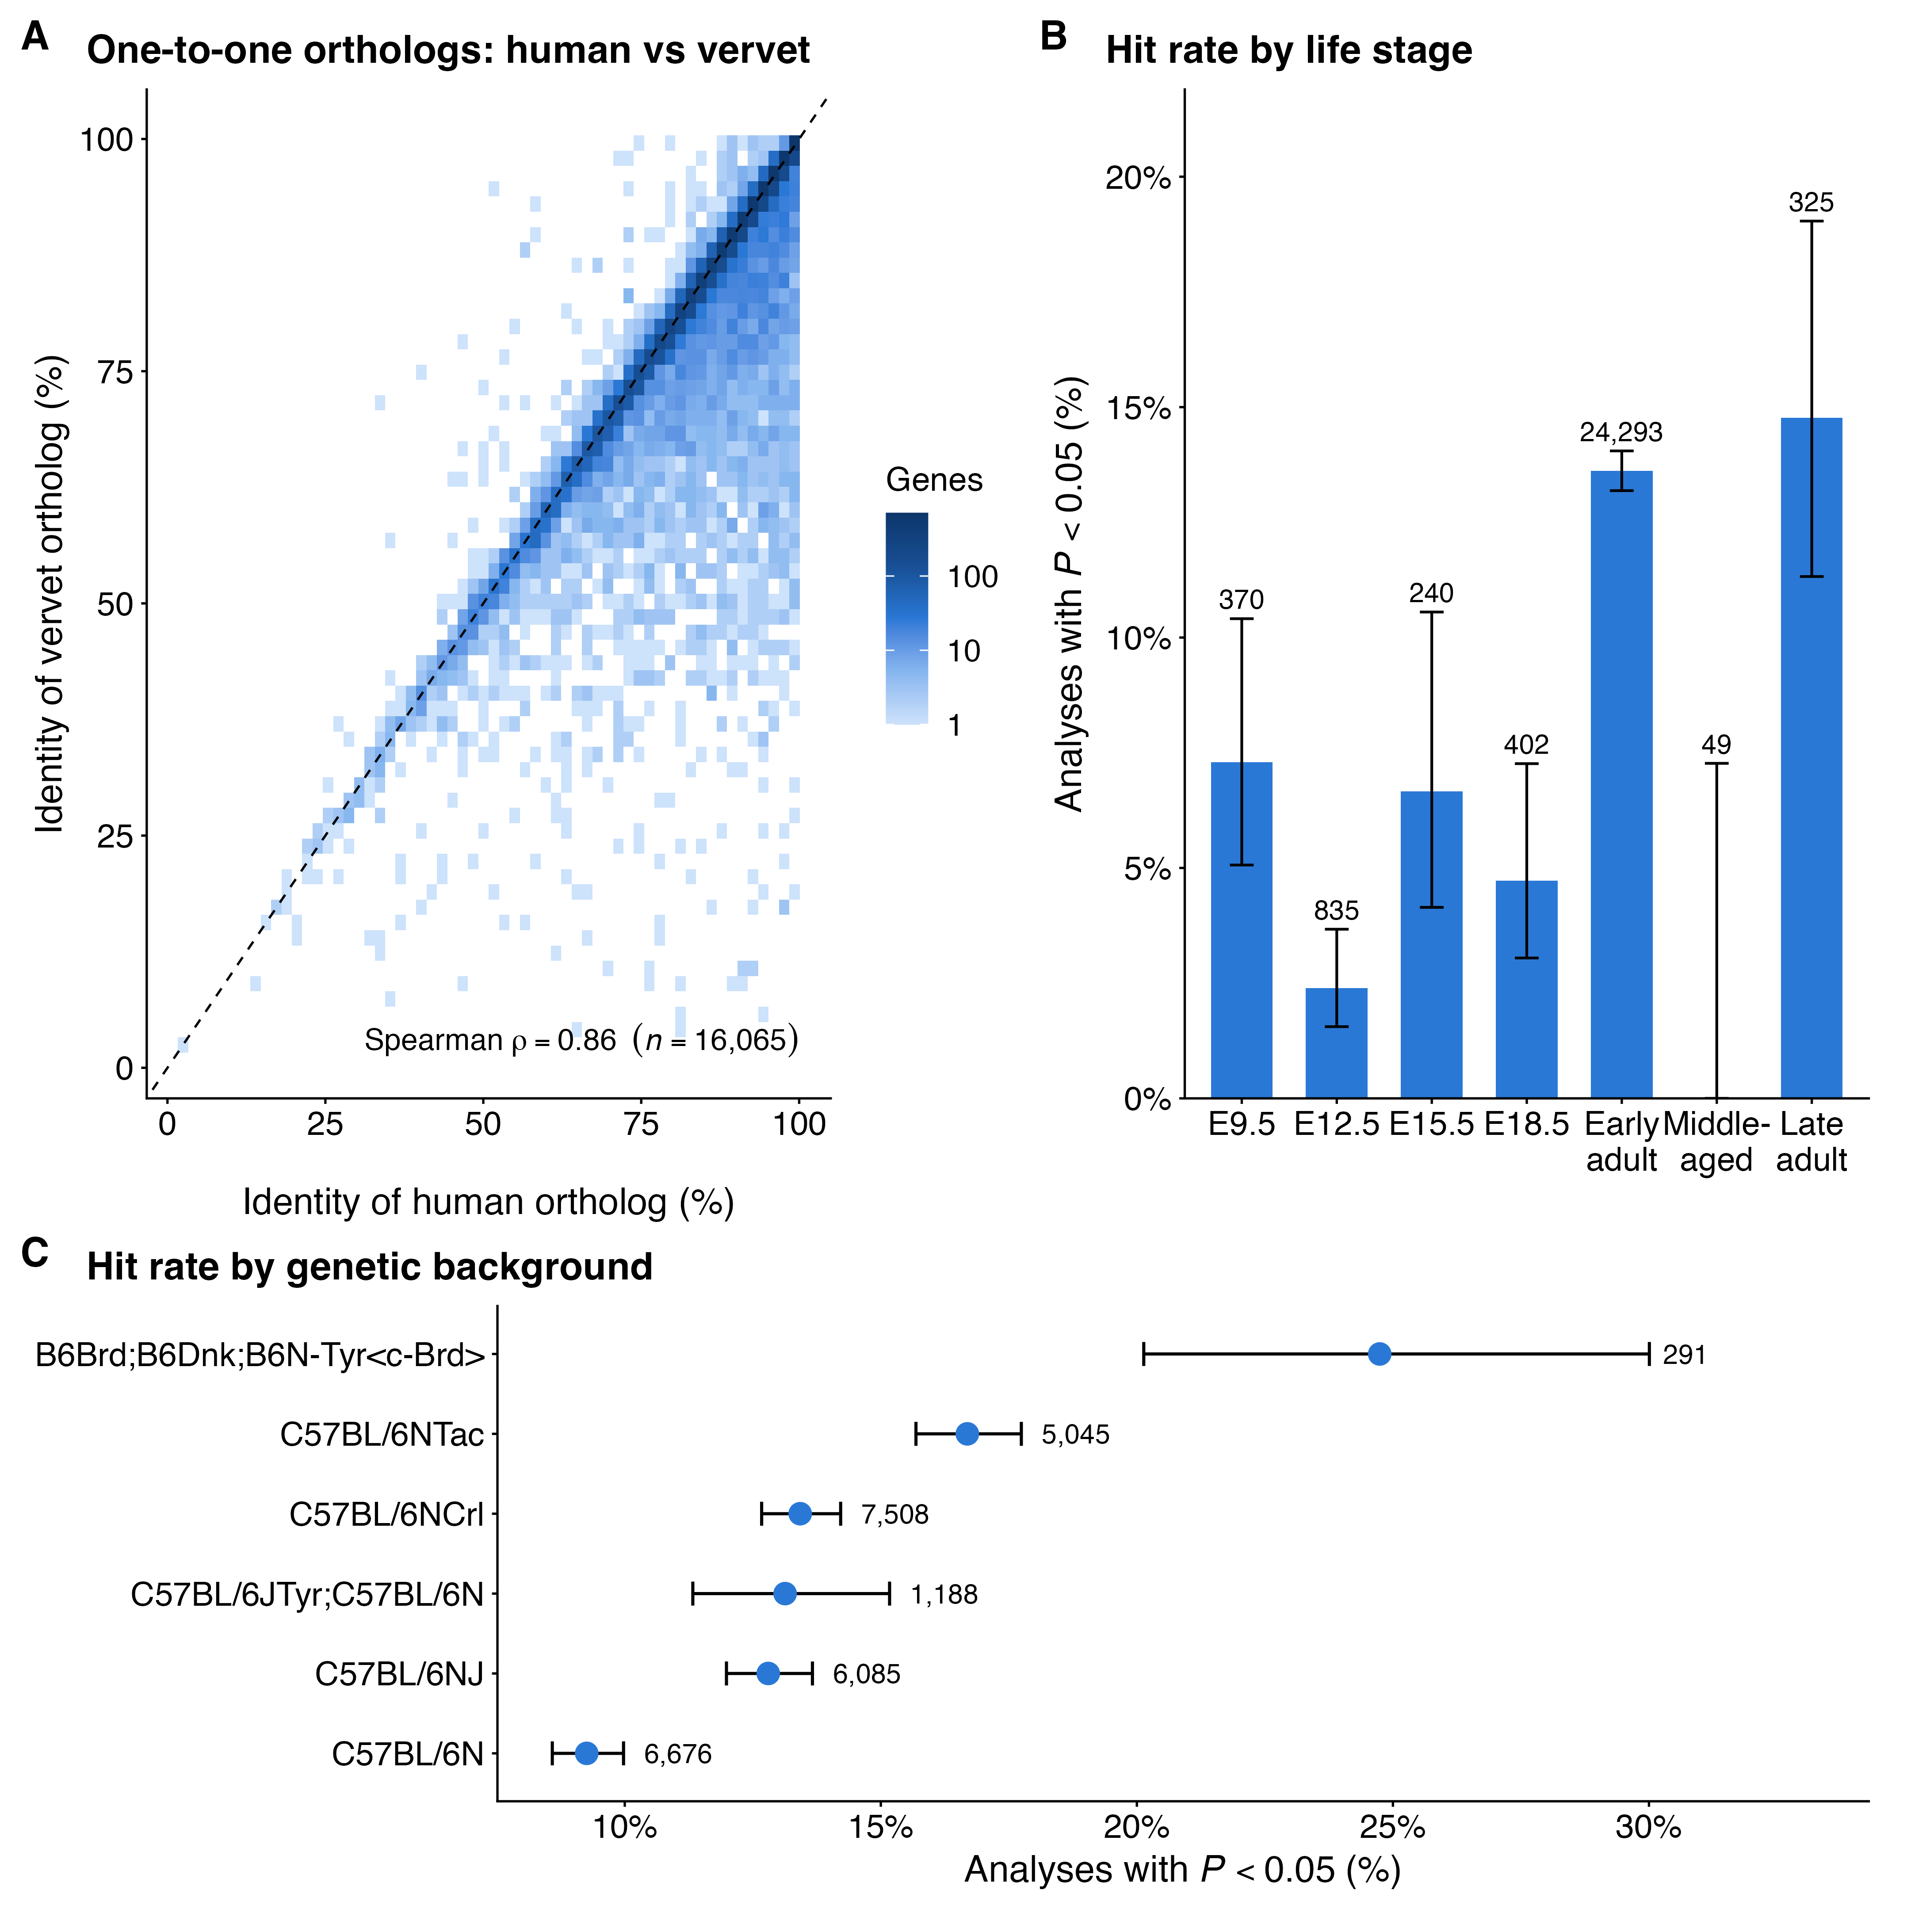 A
One-to-one orthologs: human vs vervet
Identity of vervet ortholog (%)
100
75
50
25
0
Spearman ρ = 0.86 (n = 16,065)
0 25 50 75 100
Identity of human ortholog (%)
Genes
100
10
1
B
Hit rate by life stage
Analyses with P < 0.05 (%)
20%
15%
10%
5%
0%
370
835
240
402
24,293
49
325
E9.5 E12.5 E15.5 E18.5 Early adult Middle-aged Late adult
C
Hit rate by genetic background
B6Brd;B6Dnk;B6N-Tyr<c-Brd> 291
C57BL/6NTac 5,045
C57BL/6NCrl 7,508
C57BL/6JTyr;C57BL/6N 1,188
C57BL/6NJ 6,085
C57BL/6N 6,676
10% 15% 20% 25% 30%
Analyses with P < 0.05 (%)